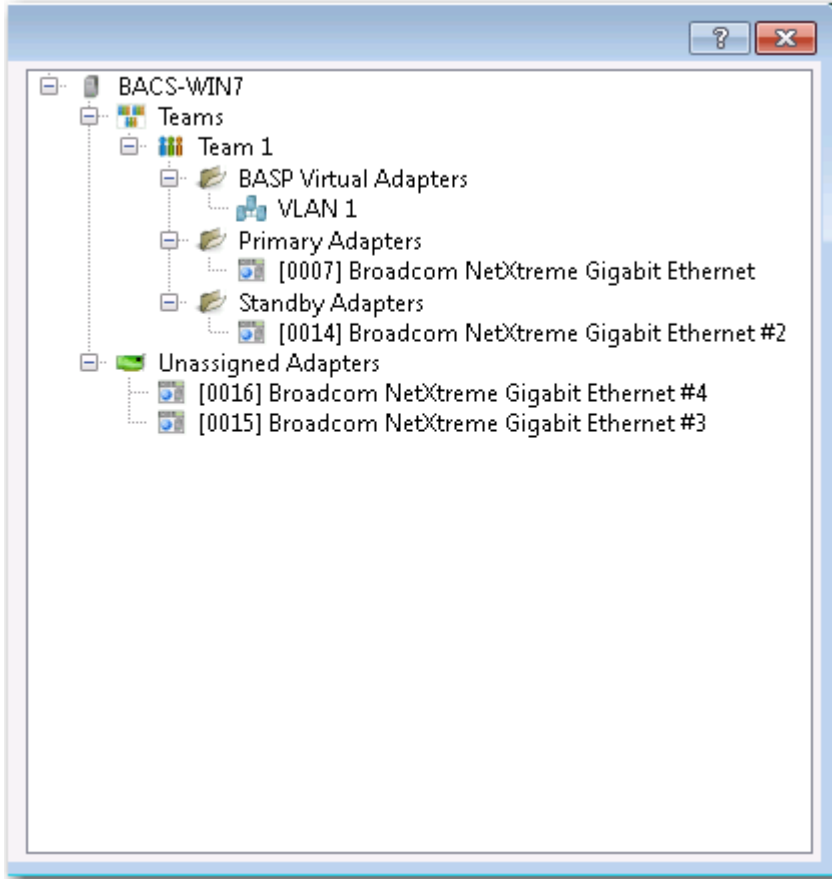 ?
BACS-WIN7
Teams
Team 1
BASP Virtual Adapters
VLAN 1
Primary Adapters
[0007] Broadcom NetXtreme Gigabit Ethernet
Standby Adapters
[0014] Broadcom NetXtreme Gigabit Ethernet #2
Unassigned Adapters
[0016] Broadcom NetXtreme Gigabit Ethernet #4
[0015] Broadcom NetXtreme Gigabit Ethernet #3